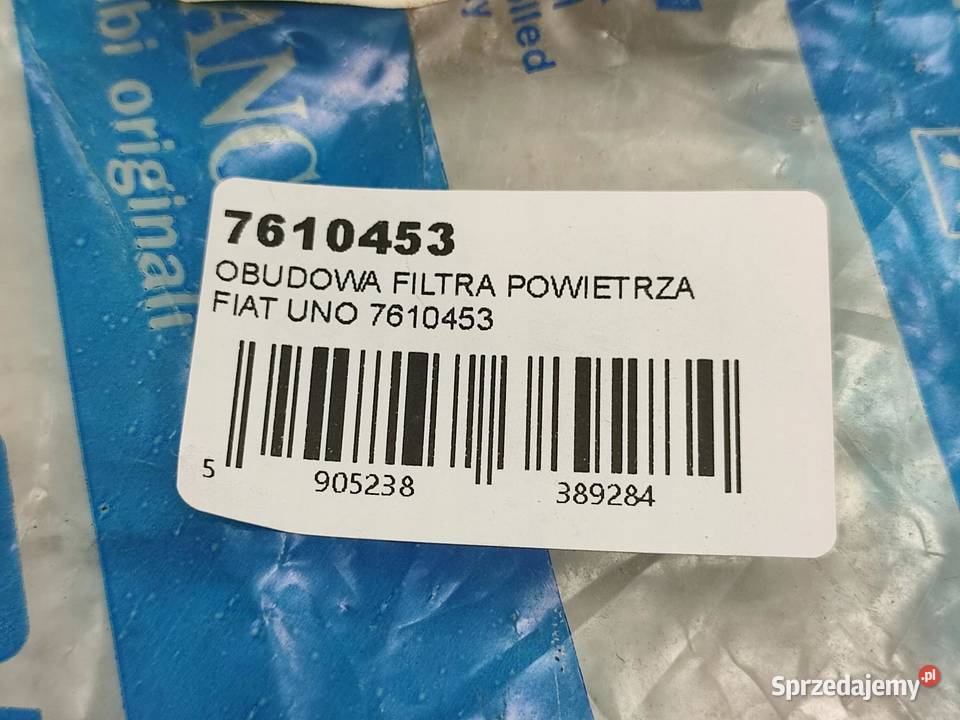 7610453
OBUDOWA FILTRA POWIETRZA
FIAT UNO 7610453
5 905238 389284
originali
Sprzedajemy.pl